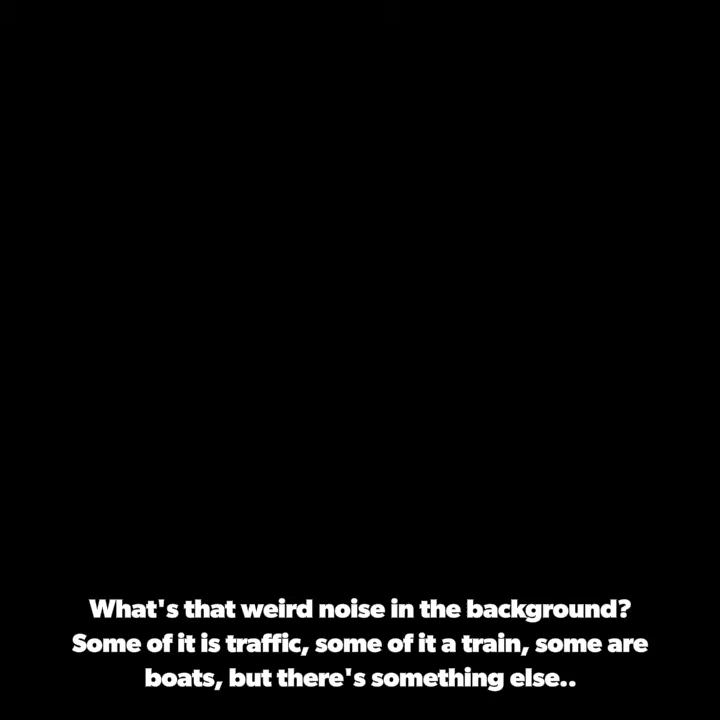 What's that weird noise in the background?
Some of it is traffic, some of it a train, some are
boats, but there's something else..